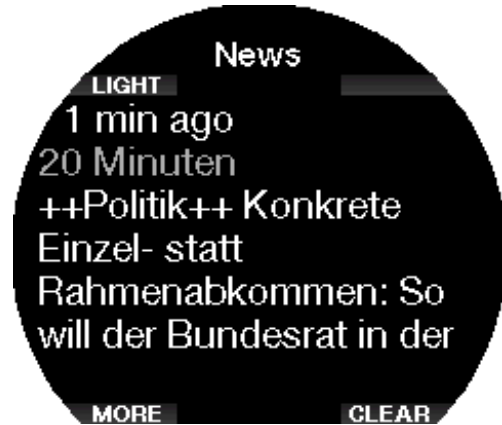 News
LIGHT
1 min ago
20 Minuten
++Politik++ Konkrete
Einzel- statt
Rahmenabkommen: So
will der Bundesrat in der
MORE CLEAR